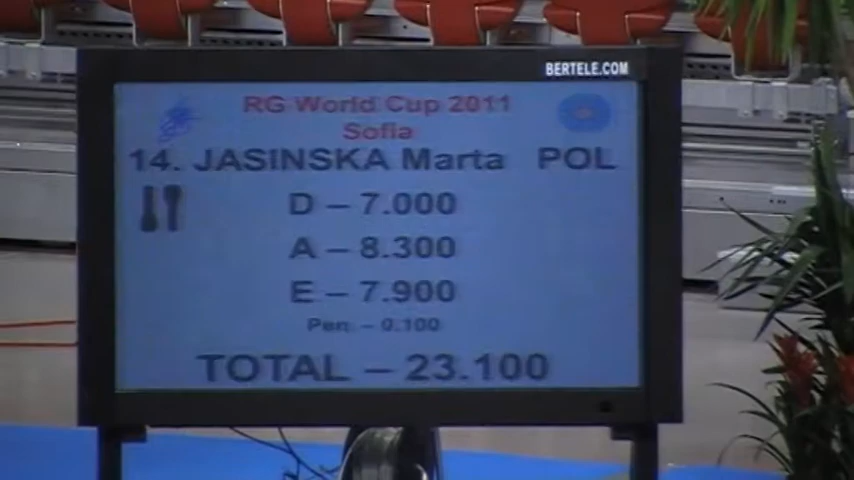 BERTELE.COM
RG World Cup 2011
Sofia
14. JASINSKA Marta POL
D – 7.000
A – 8.300
E – 7.900
Pen – 0.100
TOTAL – 23.100